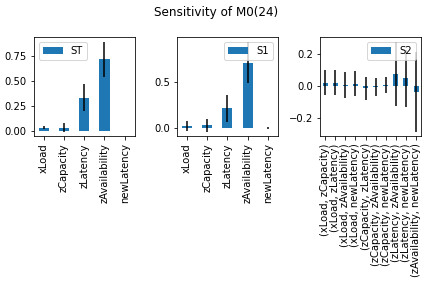 Sensitivity of M0(24)
ST
0.75
0.50
0.25
0.00
xLoad
zCapacity
zLatency
zAvailability
newLatency
S1
0.5
0.0
xLoad
zCapacity
zLatency
zAvailability
newLatency
S2
0.2
0.0
−0.2
(xLoad, zCapacity)
(xLoad, zLatency)
(xLoad, zAvailability)
(xLoad, newLatency)
(zCapacity, zLatency)
(zCapacity, zAvailability)
(zCapacity, newLatency)
(zLatency, zAvailability)
(zLatency, newLatency)
(zAvailability, newLatency)